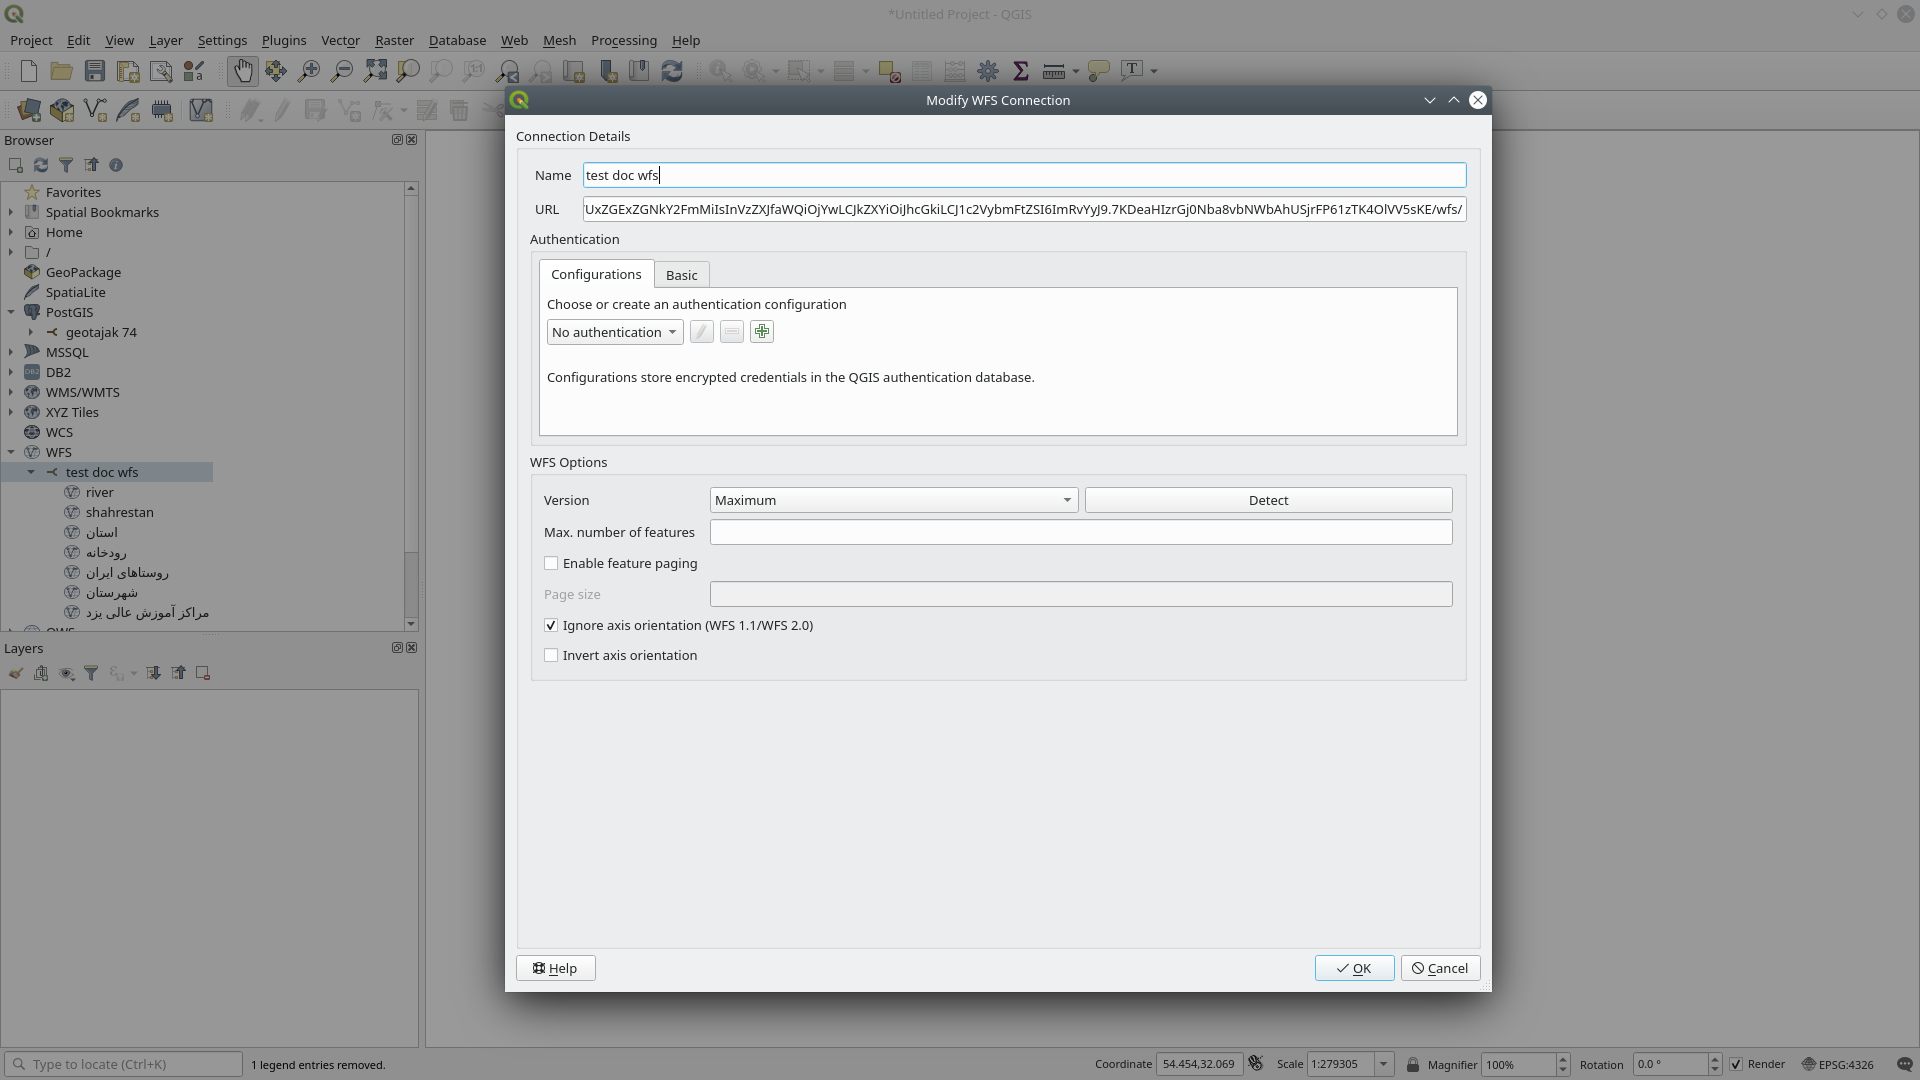 *Untitled Project - QGIS
Project Edit View Layer Settings Plugins Vector Raster Database Web Mesh Processing Help
Browser
Favorites
Spatial Bookmarks
Home
/
GeoPackage
SpatiaLite
PostGIS
geotajak 74
MSSQL
DB2
WMS/WMTS
XYZ Tiles
WCS
WFS
test doc wfs
river
shahrestan
استان
رودخانه
روستاهای ایران
شهرستان
مراکز آموزش عالی یزد
Layers
Modify WFS Connection
Connection Details
Name test doc wfs
URL UxZGExZGNkY2FmMiIsInVzZXJfaWQiOjYwLCJkZXYiOiJhcGkiLCJ1c2VybmFtZSI6ImRvYyJ9.7KDeaHIzrGj0Nba8vbNWbAhUSjrFP61zTK4OlVV5sKE/wfs/
Authentication
Configurations Basic
Choose or create an authentication configuration
No authentication
Configurations store encrypted credentials in the QGIS authentication database.
WFS Options
Version Maximum Detect
Max. number of features
Enable feature paging
Page size
Ignore axis orientation (WFS 1.1/WFS 2.0)
Invert axis orientation
Help OK Cancel
Type to locate (Ctrl+K) 1 legend entries removed. Coordinate 54.454,32.069 Scale 1:279305 Magnifier 100% Rotation 0.0 ° Render EPSG:4326